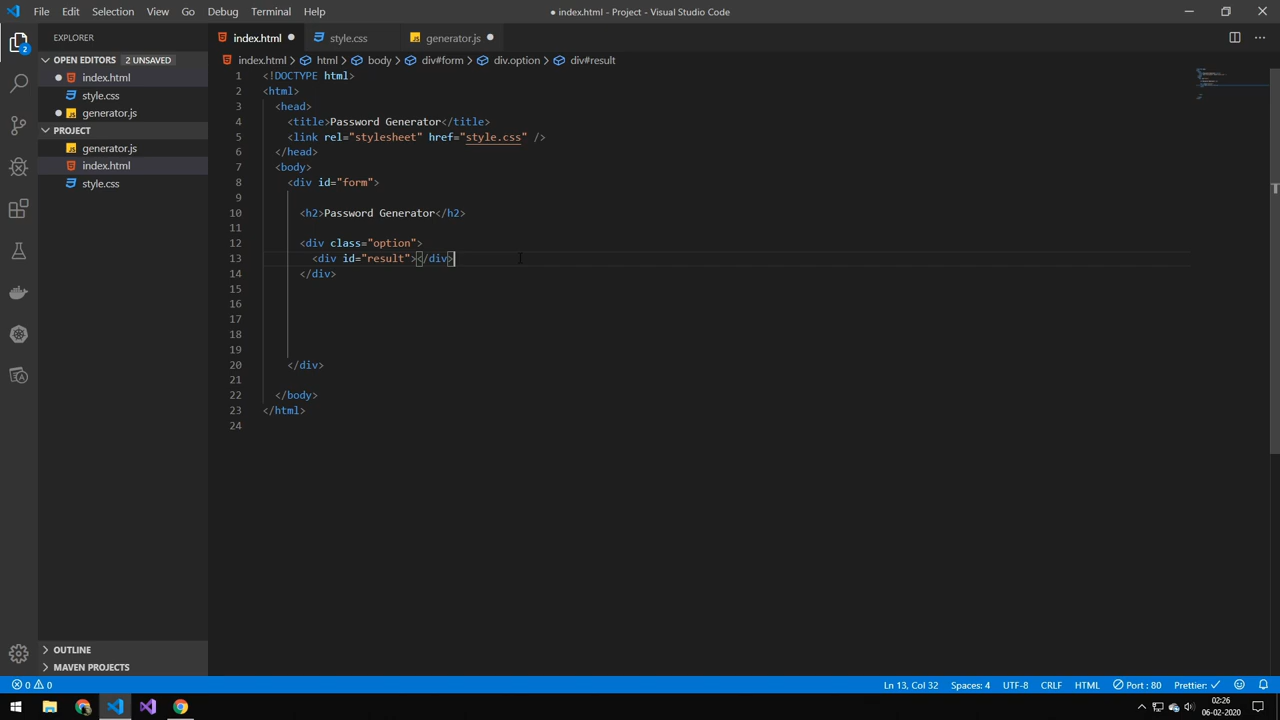 File Edit Selection View Go Debug Terminal Help
● index.html - Project - Visual Studio Code
EXPLORER
index.html
style.css
generator.js
OPEN EDITORS 2 UNSAVED
index.html
style.css
generator.js
PROJECT
generator.js
index.html
style.css
OUTLINE
MAVEN PROJECTS
index.html > html > body > div#form > div.option > div#result
1 <!DOCTYPE html>
2 <html>
3 <head>
4 <title>Password Generator</title>
5 <link rel="stylesheet" href="style.css" />
6 </head>
7 <body>
8 <div id="form">
9
10 <h2>Password Generator</h2>
11
12 <div class="option">
13 <div id="result"></div>
14 </div>
15
16
17
18
19
20 </div>
21
22 </body>
23 </html>
24
0 0
Ln 13, Col 32 Spaces: 4 UTF-8 CRLF HTML Port : 80 Prettier: ✓
2
02:26
06-02-2020